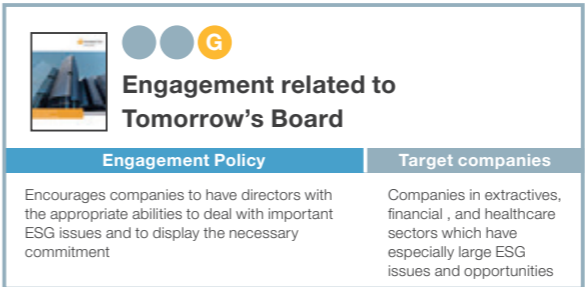 G
Engagement related to
Tomorrow's Board
Engagement Policy
Target companies
Encourages companies to have directors with
the appropriate abilities to deal with important
ESG issues and to display the necessary
commitment
Companies in extractives,
financial , and healthcare
sectors which have
especially large ESG
issues and opportunities